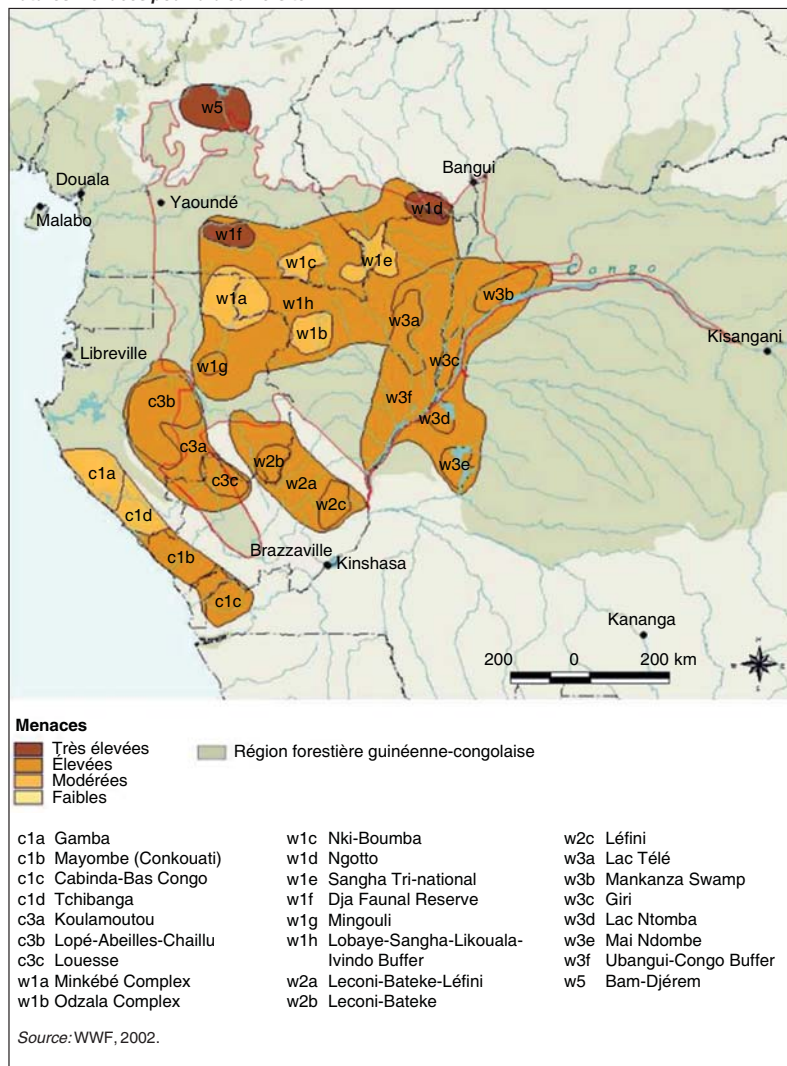 w5
Douala
Bangui
Malabo
Yaoundé
w1d
w1f
w1c
w1e
Congo
w1a
w1h
w3b
w3a
w1b
Kisangani
Libreville
w3c
w1g
c3b
w3f
w3d
c3a
w2b
w3e
c1a
c3c
w2a
w2c
c1d
Brazzaville
c1b
Kinshasa
c1c
Kananga
200 0 200 km
Menaces
Très élevées
Élevées
Modérées
Faibles
Région forestière guinéenne-congolaise
c1a Gamba
c1b Mayombe (Conkouati)
c1c Cabinda-Bas Congo
c1d Tchibanga
c3a Koulamoutou
c3b Lopé-Abeilles-Chaillu
c3c Louesse
w1a Minkébé Complex
w1b Odzala Complex
w1c Nki-Boumba
w1d Ngotto
w1e Sangha Tri-national
w1f Dja Faunal Reserve
w1g Mingouli
w1h Lobaye-Sangha-Likouala-
Ivindo Buffer
w2a Leconi-Bateke-Léfini
w2b Leconi-Bateke
w2c Léfini
w3a Lac Télé
w3b Mankanza Swamp
w3c Giri
w3d Lac Ntomba
w3e Mai Ndombe
w3f Ubangui-Congo Buffer
w5 Bam-Djérem
Source: WWF, 2002.